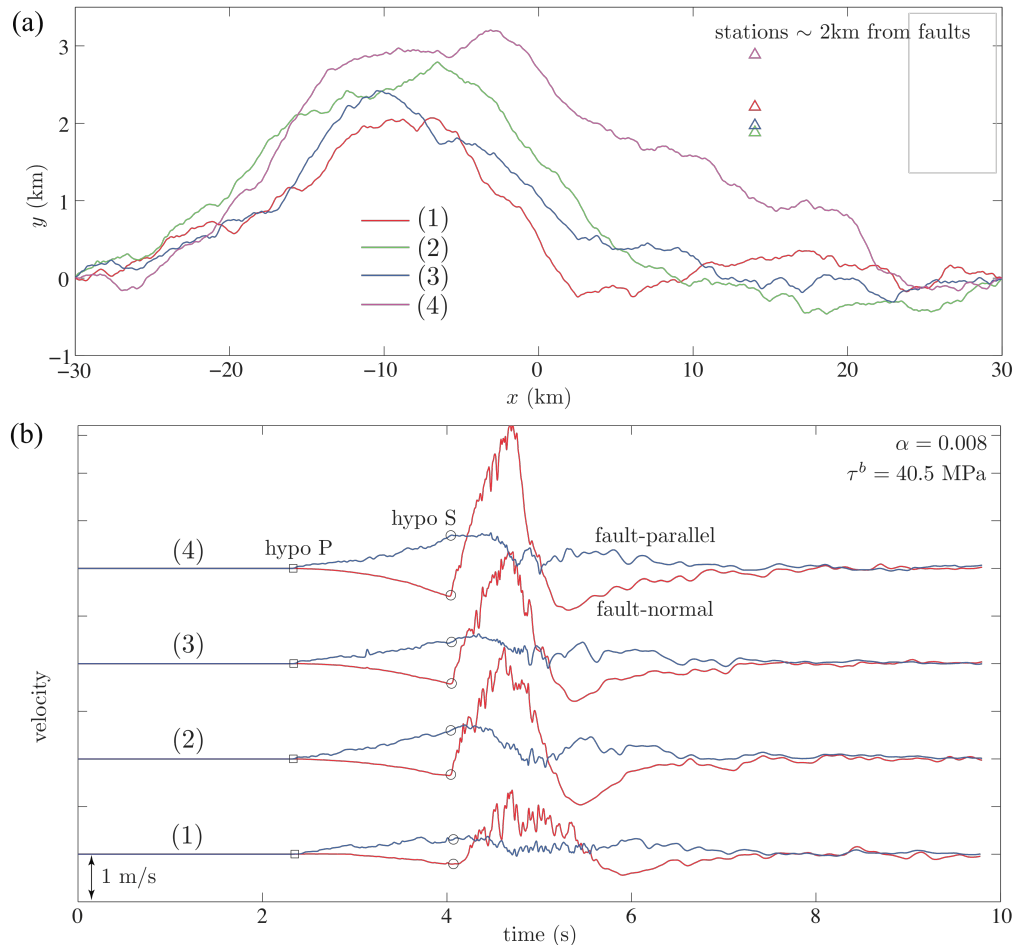 (a)
stations ∼ 2km from faults
3
2
1
0
−1
y (km)
(1)
(2)
(3)
(4)
−30
−20
−10
0
10
20
30
x (km)
(b)
α = 0.008
τᵇ = 40.5 MPa
hypo S
hypo P
(4)
fault-parallel
fault-normal
(3)
(2)
(1)
velocity
1 m/s
0
2
4
6
8
10
time (s)